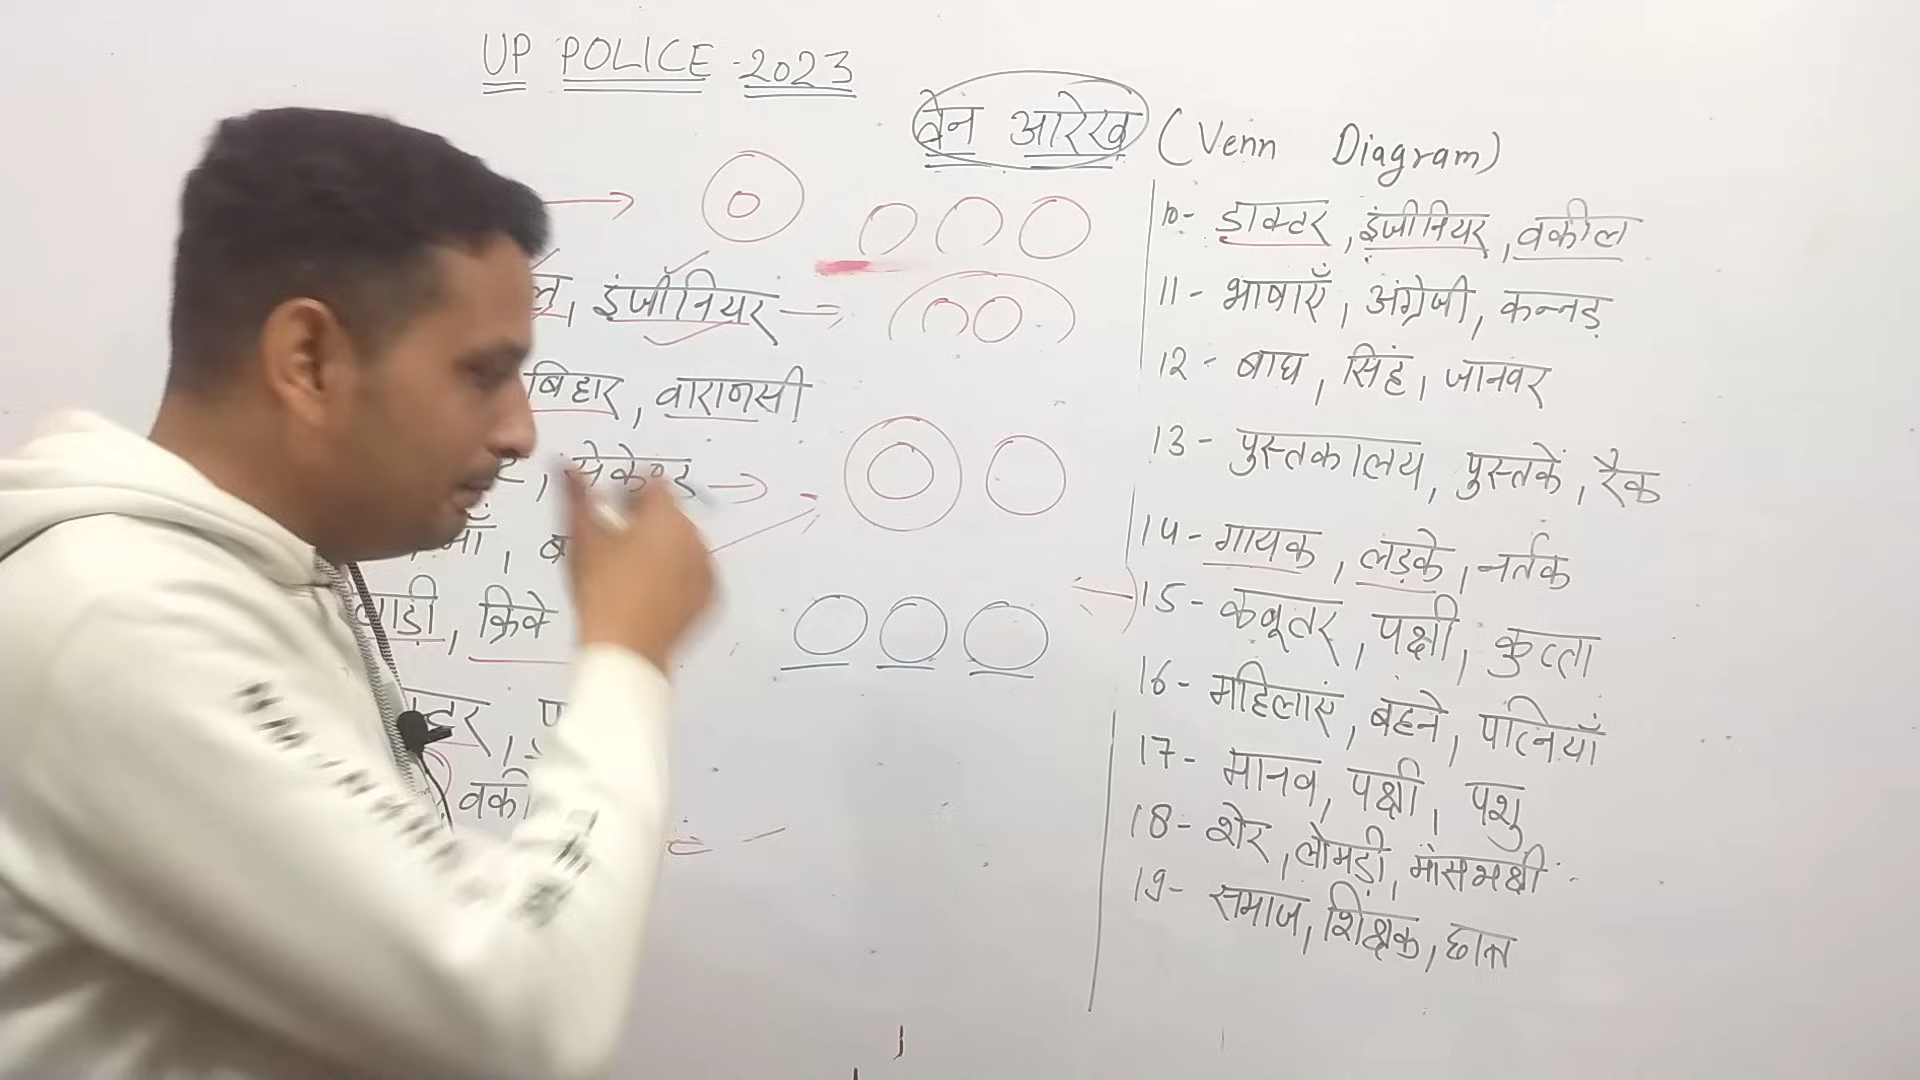 UP POLICE -2023
वेन आरेख (Venn Diagram)
इंजीनियर
बिहार, वाराणसी
सेकेण्ड
माँ,
क्रिके
वकी
10- डाक्टर, इंजीनियर, वकील
11- भाषाएँ, अंग्रेजी, कन्नड़
12- बाघ, सिंह, जानवर
13- पुस्तकालय, पुस्तकें, रैक
14- गायक, लड़के, नर्तक
15- कबूतर, पक्षी, कुत्ता
16- महिलाएं, बहने, पत्नियाँ
17- मानव, पक्षी, पशु
18- शेर, लोमड़ी, मांसभक्षी
19- समाज, शिक्षक, छात्र